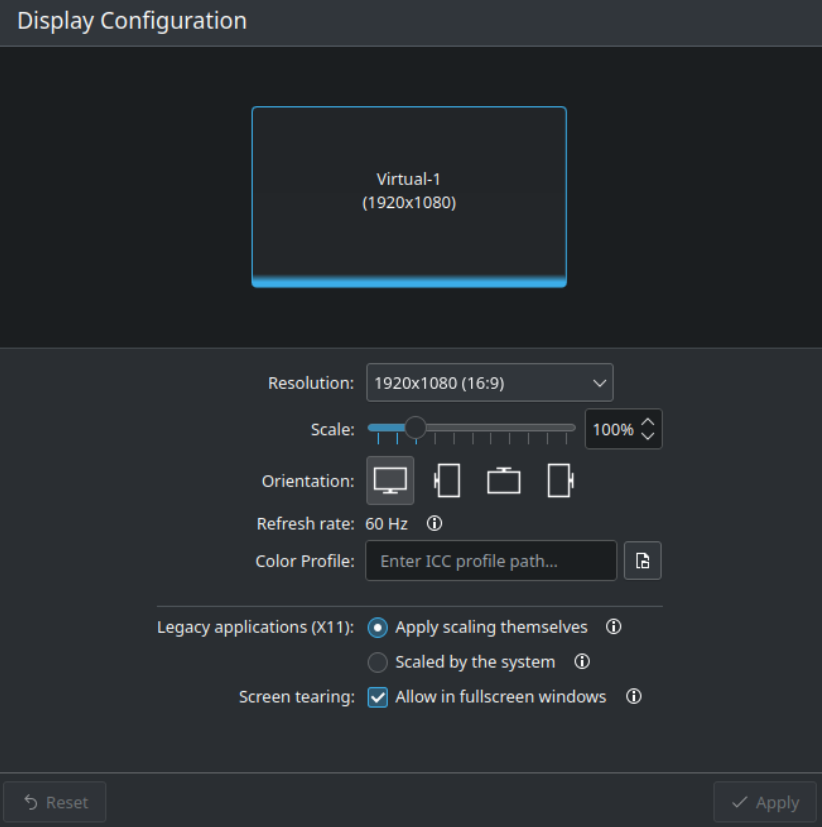 Display Configuration
Virtual-1
(1920x1080)
Resolution: 1920x1080 (16:9)
Scale: 100%
Orientation:
Refresh rate: 60 Hz
Color Profile: Enter ICC profile path...
Legacy applications (X11): Apply scaling themselves
Scaled by the system
Screen tearing: Allow in fullscreen windows
Reset Apply